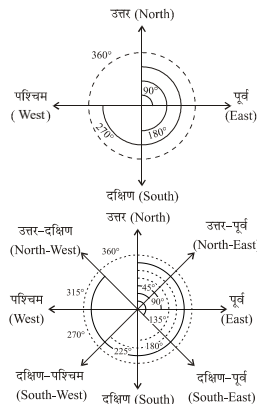 उत्तर (North)
360°
90°
पश्चिम
( West)
पूर्व
(East)
270°
180°
दक्षिण (South)
उत्तर (North)
उत्तर-दक्षिण
(North-West)
360°
उत्तर-पूर्व
(North-East)
45°
90°
315°
पश्चिम
(West)
पूर्व
(East)
135°
270°
180°
225°
दक्षिण-पश्चिम
(South-West)
दक्षिण-पूर्व
(South-East)
दक्षिण (South)